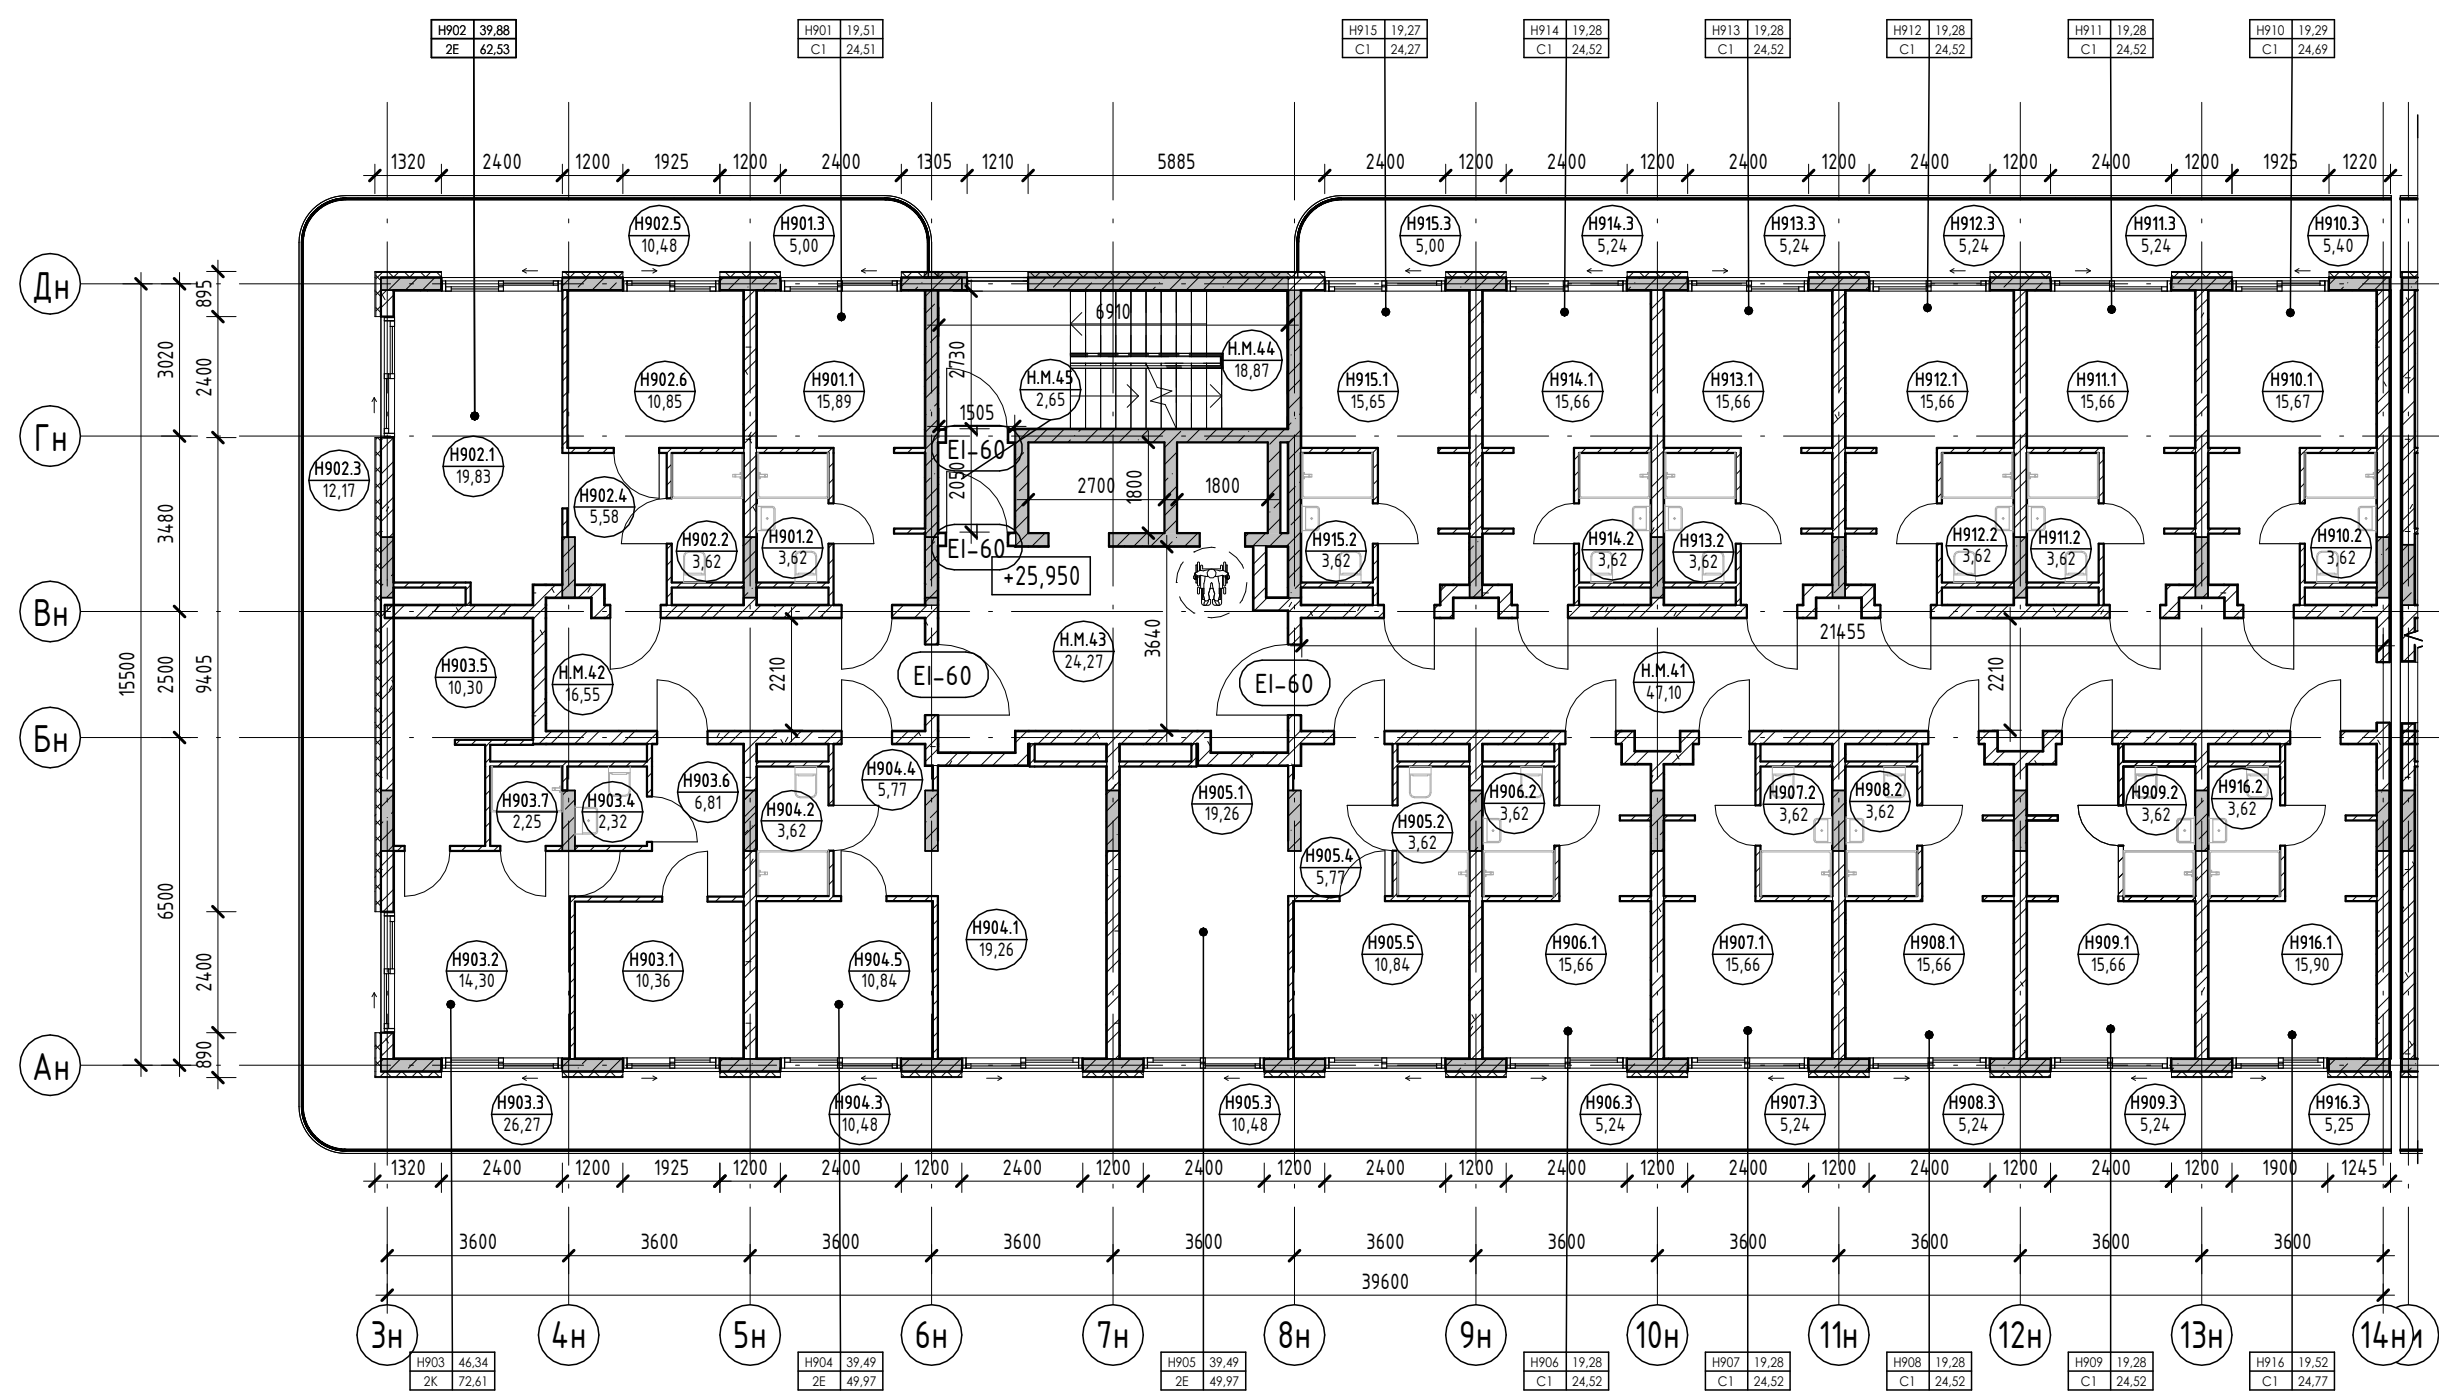 Н902 39,88
2Е 62,53
Н901 19,51
С1 24,51
Н915 19,27
С1 24,27
Н914 19,28
С1 24,52
Н913 19,28
С1 24,52
Н912 19,28
С1 24,52
Н911 19,28
С1 24,52
Н910 19,29
С1 24,69
1320 2400 1200 1925 1200 2400 1305 1210 5885 2400 1200 2400 1200 2400 1200 2400 1200 2400 1200 1925 1220
Н902.5
10,48
Н901.3
5,00
Н915.3
5,00
Н914.3
5,24
Н913.3
5,24
Н912.3
5,24
Н911.3
5,24
Н910.3
5,40
Дн
Гн
Вн
Бн
Ан
15500
3020
3480
2500
6500
895
2400
9405
2400
890
6910
2730
Н.М.45
2,65
Н.М.44
18,87
1505
EI-60
2050
EI-60
2700
1800
1800
+25,950
Н902.6
10,85
Н901.1
15,89
Н915.1
15,65
Н914.1
15,66
Н913.1
15,66
Н912.1
15,66
Н911.1
15,66
Н910.1
15,67
Н902.3
12,17
Н902.1
19,83
Н902.4
5,58
Н902.2
3,62
Н901.2
3,62
Н915.2
3,62
Н914.2
3,62
Н913.2
3,62
Н912.2
3,62
Н911.2
3,62
Н910.2
3,62
Н903.5
10,30
Н.М.42
16,55
2210
EI-60
Н.М.43
24,27
3640
EI-60
21455
Н.М.41
47,10
2210
Н903.7
2,25
Н903.4
2,32
Н903.6
6,81
Н904.2
3,62
Н904.4
5,77
Н905.1
19,26
Н905.4
5,77
Н905.2
3,62
Н906.2
3,62
Н907.2
3,62
Н908.2
3,62
Н909.2
3,62
Н916.2
3,62
Н903.2
14,30
Н903.1
10,36
Н904.5
10,84
Н904.1
19,26
Н905.5
10,84
Н906.1
15,66
Н907.1
15,66
Н908.1
15,66
Н909.1
15,66
Н916.1
15,90
Н903.3
26,27
Н904.3
10,48
Н905.3
10,48
Н906.3
5,24
Н907.3
5,24
Н908.3
5,24
Н909.3
5,24
Н916.3
5,25
1320 2400 1200 1925 1200 2400 1200 2400 1200 2400 1200 2400 1200 2400 1200 2400 1200 2400 1200 2400 1200 1900 1245
3600 3600 3600 3600 3600 3600 3600 3600 3600 3600 3600
39600
3н 4н 5н 6н 7н 8н 9н 10н 11н 12н 13н 14н
Н903 46,34
2К 72,61
Н904 39,49
2Е 49,97
Н905 39,49
2Е 49,97
Н906 19,28
С1 24,52
Н907 19,28
С1 24,52
Н908 19,28
С1 24,52
Н909 19,28
С1 24,52
Н916 19,52
С1 24,77